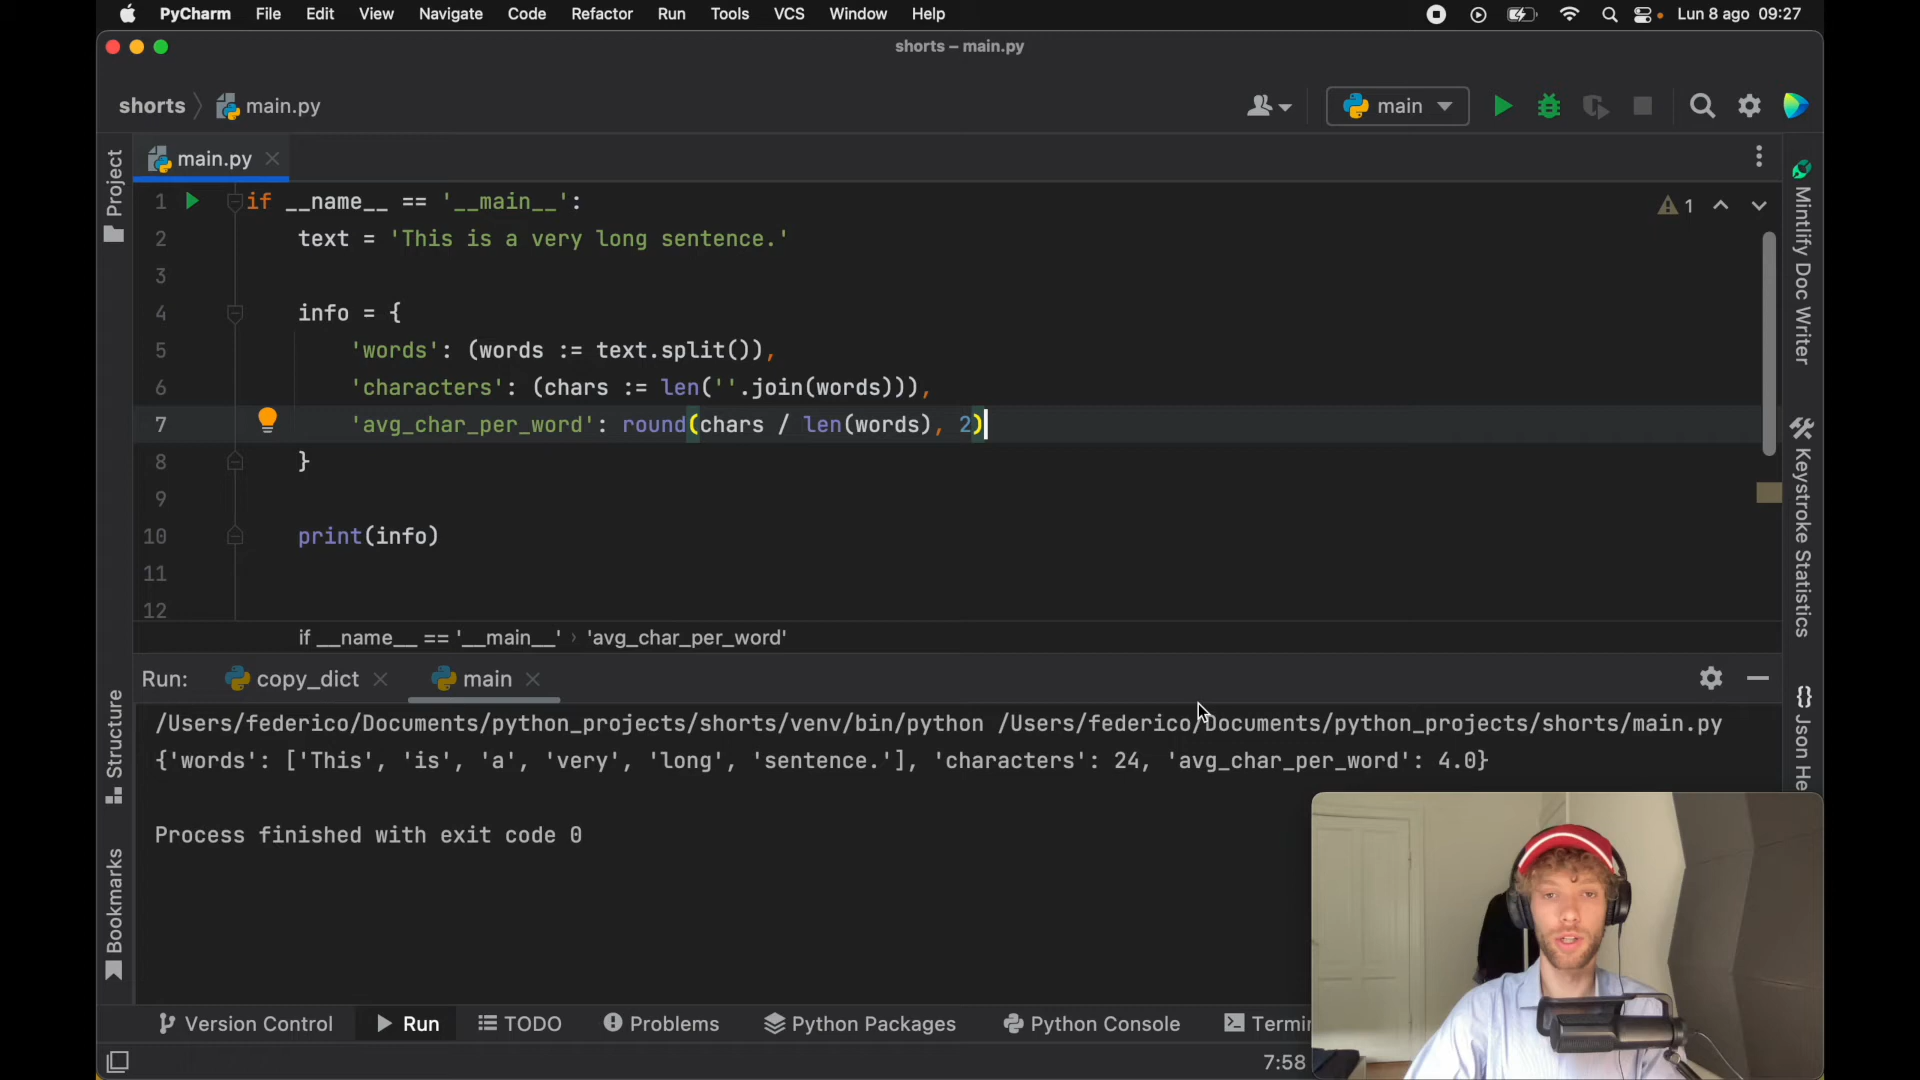 PyCharm File Edit View Navigate Code Refactor Run Tools VCS Window Help Lun 8 ago 09:27
shorts – main.py
shorts main.py main
main.py
Project
1 if __name__ == '__main__': 1
2 text = 'This is a very long sentence.'
3
4 info = {
5 'words': (words := text.split()),
6 'characters': (chars := len(''.join(words))),
7 'avg_char_per_word': round(chars / len(words), 2)
8 }
9
10 print(info)
11
12
if __name__ == '__main__' › 'avg_char_per_word'
Mintlify Doc Writer
Keystroke Statistics
{} Json He
Run: copy_dict main
/Users/federico/Documents/python_projects/shorts/venv/bin/python /Users/federico/Documents/python_projects/shorts/main.py
{'words': ['This', 'is', 'a', 'very', 'long', 'sentence.'], 'characters': 24, 'avg_char_per_word': 4.0}
Process finished with exit code 0
Structure
Bookmarks
Version Control Run TODO Problems Python Packages Python Console Termin
7:58